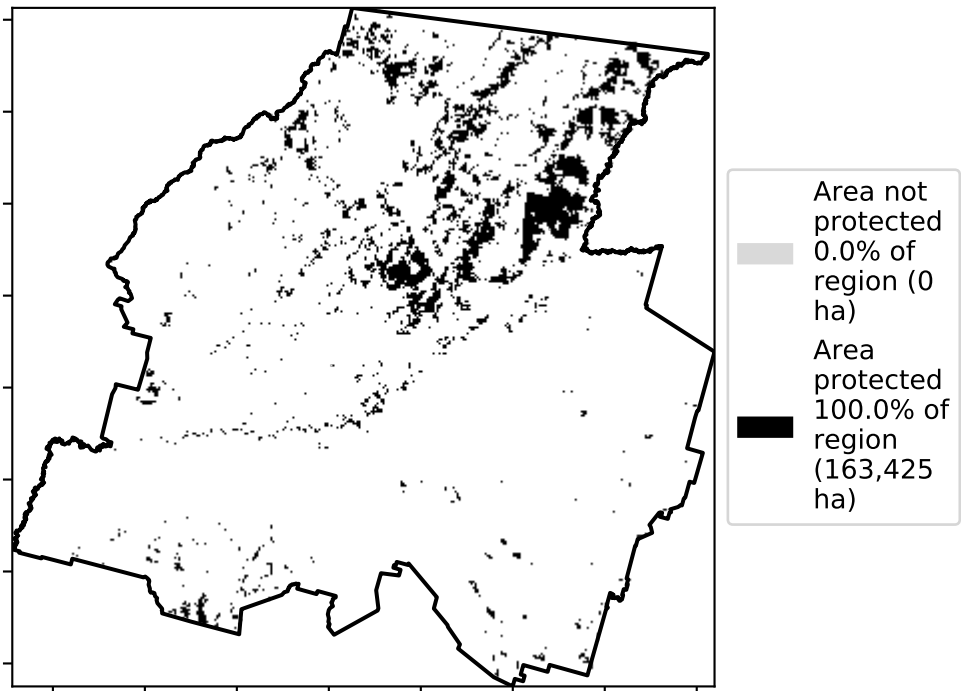 Area not
protected
0.0% of
region (0
ha)
Area
protected
100.0% of
region
(163,425
ha)